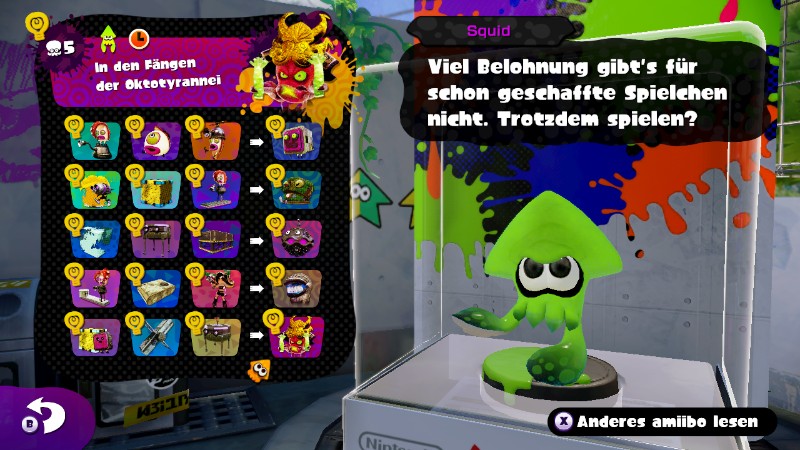 5
In den Fängen
der Oktotyrannei
Squid
Viel Belohnung gibt's für
schon geschaffte Spielchen
nicht. Trotzdem spielen?
B
Nintendo
X Anderes amiibo lesen